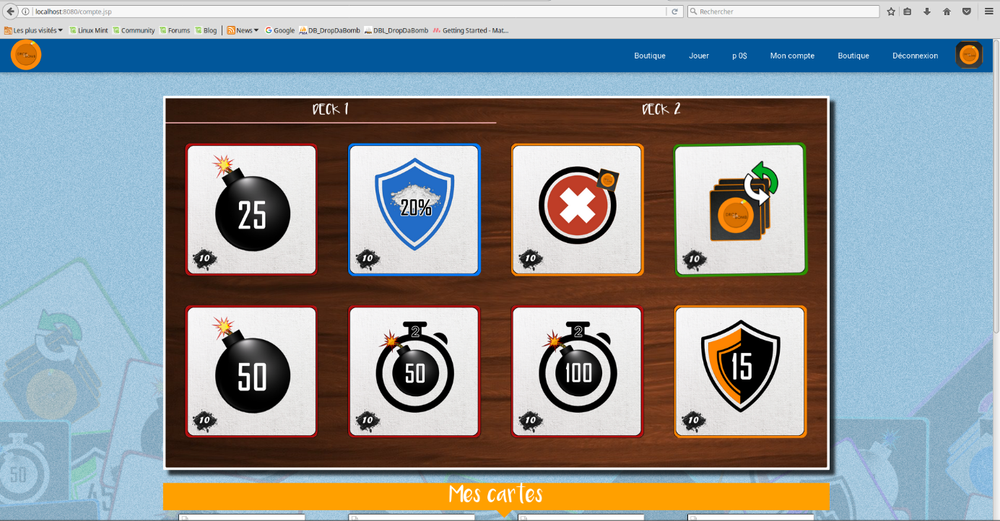 localhost:8080/compte.jsp
Rechercher
Les plus visités
Linux Mint
Community
Forums
Blog
News
Google
DB_DropDaBomb
DBL_DropDaBomb
Getting Started - Mat...
Boutique
Jouer
p 0$
Mon compte
Boutique
Déconnexion
DECK 1
DECK 2
25
10
20%
10
10
10
50
10
2
50
10
2
100
10
15
10
Mes cartes
50
45